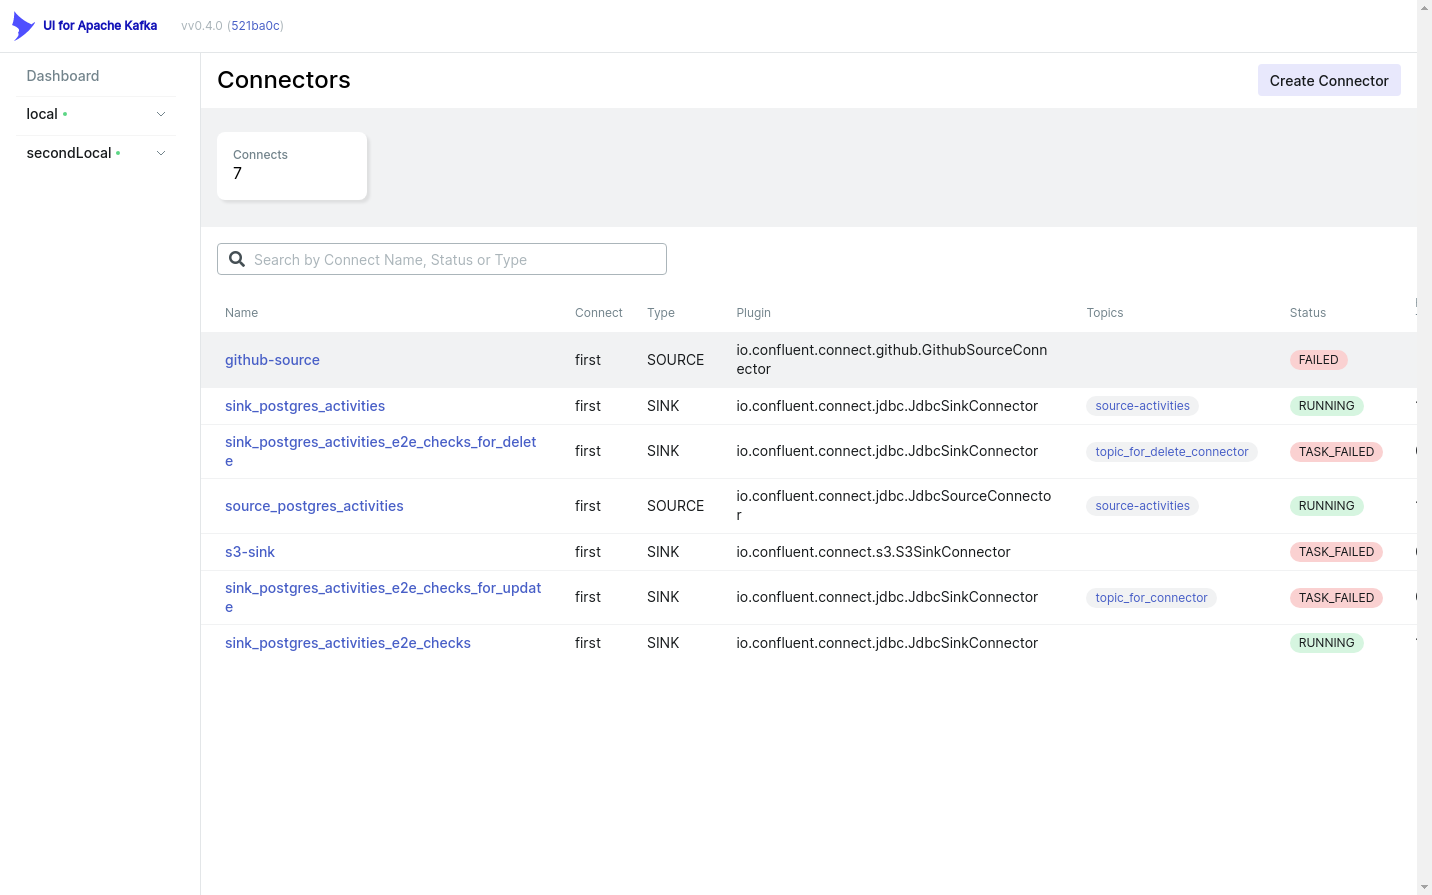 UI for Apache Kafka vv0.4.0 (521ba0c)
Dashboard
local
secondLocal
Connectors
Create Connector
Connects
7
Search by Connect Name, Status or Type
Name Connect Type Plugin Topics Status
github-source first SOURCE io.confluent.connect.github.GithubSourceConn
ector FAILED
sink_postgres_activities first SINK io.confluent.connect.jdbc.JdbcSinkConnector source-activities RUNNING
sink_postgres_activities_e2e_checks_for_delet
e first SINK io.confluent.connect.jdbc.JdbcSinkConnector topic_for_delete_connector TASK_FAILED
source_postgres_activities first SOURCE io.confluent.connect.jdbc.JdbcSourceConnecto
r source-activities RUNNING
s3-sink first SINK io.confluent.connect.s3.S3SinkConnector TASK_FAILED
sink_postgres_activities_e2e_checks_for_updat
e first SINK io.confluent.connect.jdbc.JdbcSinkConnector topic_for_connector TASK_FAILED
sink_postgres_activities_e2e_checks first SINK io.confluent.connect.jdbc.JdbcSinkConnector RUNNING